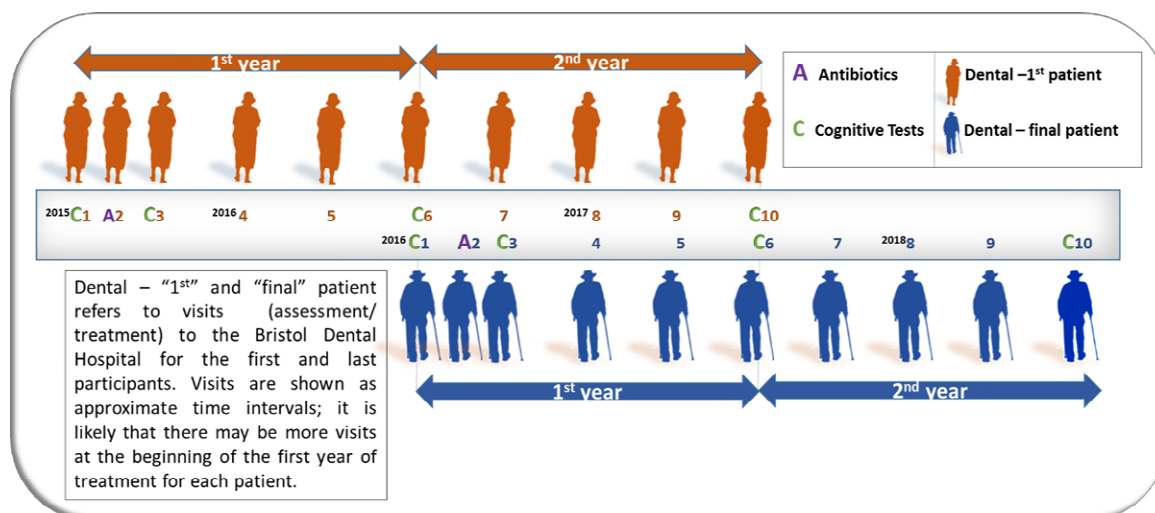 1st year
2nd year
A Antibiotics
Dental –1st patient
C Cognitive Tests
Dental – final patient
2015 C1 A2 C3 2016 4 5 C6 7 2017 8 9 C10
2016 C1 A2 C3 4 5 C6 7 2018 8 9 C10
Dental – “1st” and “final” patient
refers to visits (assessment/
treatment) to the Bristol Dental
Hospital for the first and last
participants. Visits are shown as
approximate time intervals; it is
likely that there may be more visits
at the beginning of the first year of
treatment for each patient.
1st year
2nd year